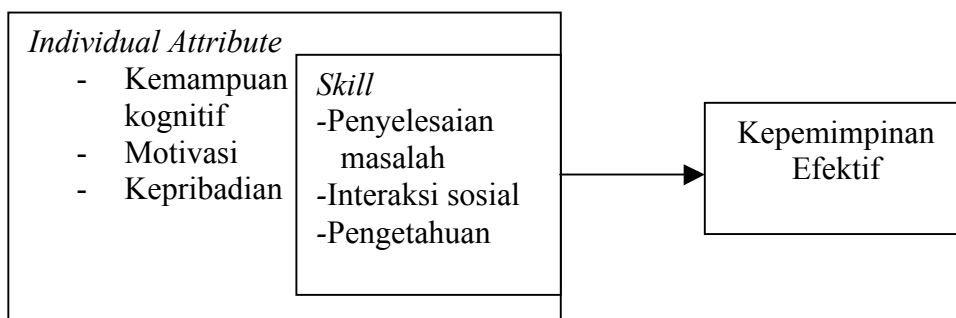 Individual Attribute
- Kemampuan
kognitif
- Motivasi
- Kepribadian
Skill
-Penyelesaian
masalah
-Interaksi sosial
-Pengetahuan
Kepemimpinan
Efektif